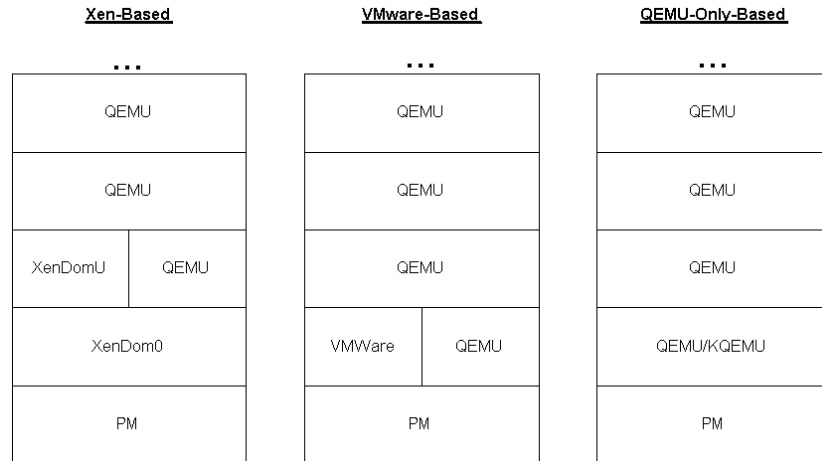 Xen-Based VMware-Based QEMU-Only-Based
... ... ...
QEMU QEMU QEMU
QEMU QEMU QEMU
XenDomU QEMU QEMU QEMU
XenDom0 VMWare QEMU QEMU/KQEMU
PM PM PM